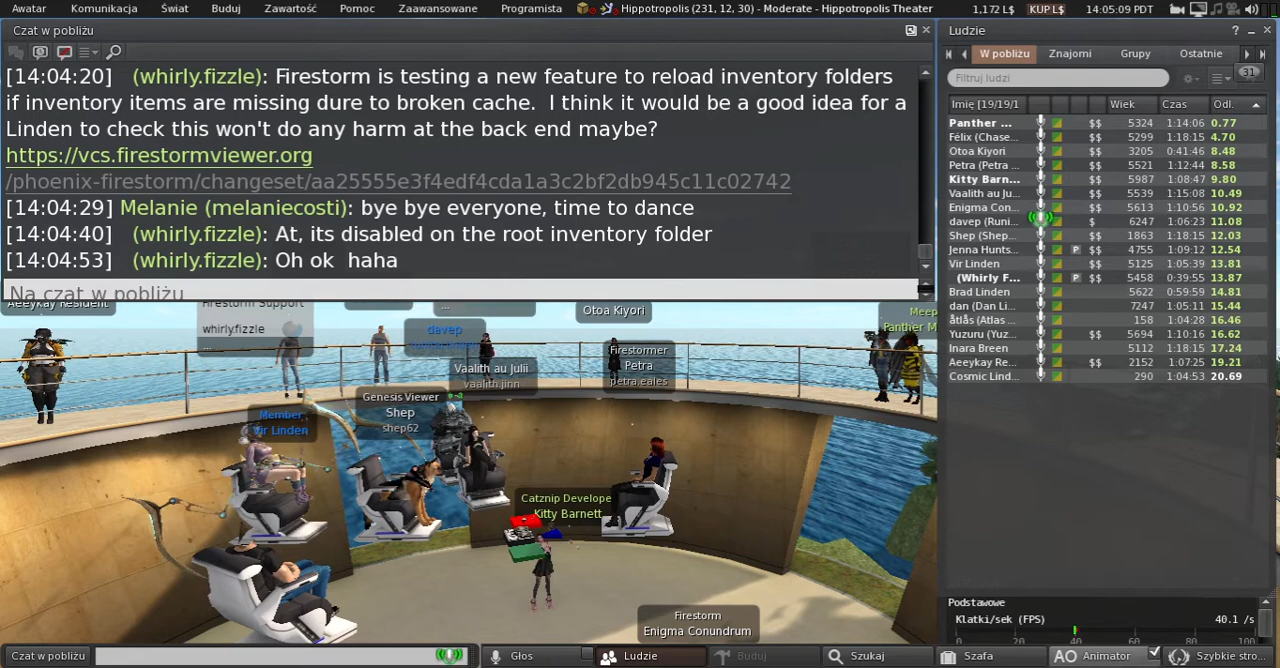 Awatar Komunikacja Świat Buduj Zawartość Pomoc Zaawansowane Programista Hippotropolis (231, 12, 30) - Moderate - Hippotropolis Theater 1,172 L$ KUP L$ 14:05:09 PDT
Czat w pobliżu
[14:04:20] (whirly.fizzle): Firestorm is testing a new feature to reload inventory folders
if inventory items are missing dure to broken cache. I think it would be a good idea for a
Linden to check this won't do any harm at the back end maybe?
https://vcs.firestormviewer.org
/phoenix-firestorm/changeset/aa25555e3f4edf4cda1a3c2bf2db945c11c02742
[14:04:29] Melanie (melaniecosti): bye bye everyone, time to dance
[14:04:40] (whirly.fizzle): At, its disabled on the root inventory folder
[14:04:53] (whirly.fizzle): Oh ok haha
Na czat w pobliżu
Aeeykay Resident
Firestorm Support
whirlyfizzle
...
...
davep
Otoa Kiyori
Meep
Panther M
Vaalith au Julii
vaalith.jinn
Firestormer
Petra
petra.eales
Genesis Viewer
Shep
shep62
Member
Vir Linden
Catznip Develope
Kitty Barnett
Firestorm
Enigma Conundrum
Ludzie
W pobliżu Znajomi Grupy Ostatnie
Filtruj ludzi
31
Imię [19/19/1 Wiek Czas Odl.
Panther ... $$ 5324 1:14:06 0.77
Félix (Chase... $$ 5299 1:18:15 4.70
Otoa Kiyori $$ 3205 0:41:46 8.48
Petra (Petra ... $$ 5521 1:12:44 8.58
Kitty Barn... $$ 5987 1:08:47 9.80
Vaalith au Ju... $$ 5539 1:15:08 10.49
Enigma Con... $$ 5613 1:10:56 10.92
davep (Runi... $ 6247 1:06:23 11.08
Shep (Shep... $$ 1863 1:18:15 12.03
Jenna Hunts... P $$ 4755 1:09:12 12.54
Vir Linden $$ 5125 1:05:39 13.81
(Whirly F... P $$ 5458 0:39:55 13.87
Brad Linden 5622 0:59:59 14.81
dan (Dan Li... 7247 1:05:11 15.44
Åtlås (Atlas ... 158 1:04:28 16.46
Yuzuru (Yuz... $$ 5694 1:10:16 16.62
Inara Breen 5112 1:18:15 17.24
Aeeykay Re... $$ 2152 1:07:25 19.21
Cosmic Lind... 290 1:04:53 20.69
Podstawowe
Klatki/sek (FPS) 40.1 /s
0 20 40 60 80 100
Czat w pobliżu Głos Ludzie Buduj Szukaj Szafa AO Animator Szybkie stro...